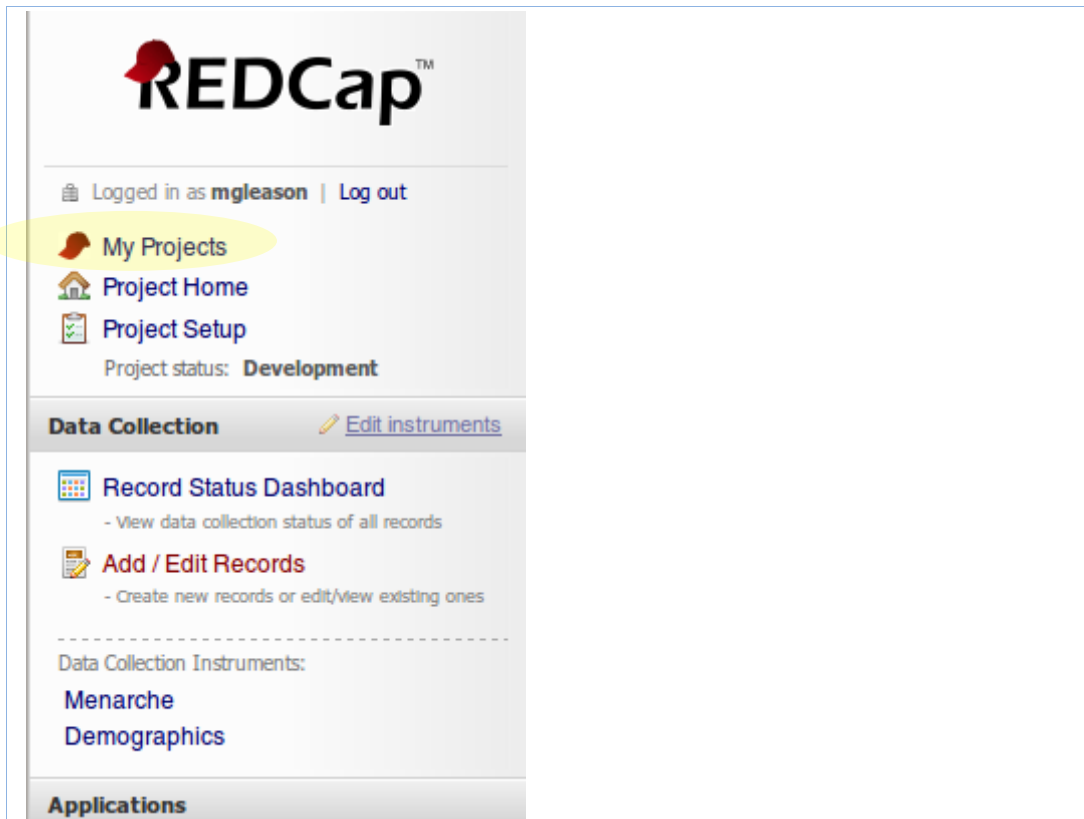 REDCap™
Logged in as mgleason | Log out
My Projects
Project Home
Project Setup
Project status: Development
Data Collection Edit instruments
Record Status Dashboard
- View data collection status of all records
Add / Edit Records
- Create new records or edit/view existing ones
Data Collection Instruments:
Menarche
Demographics
Applications